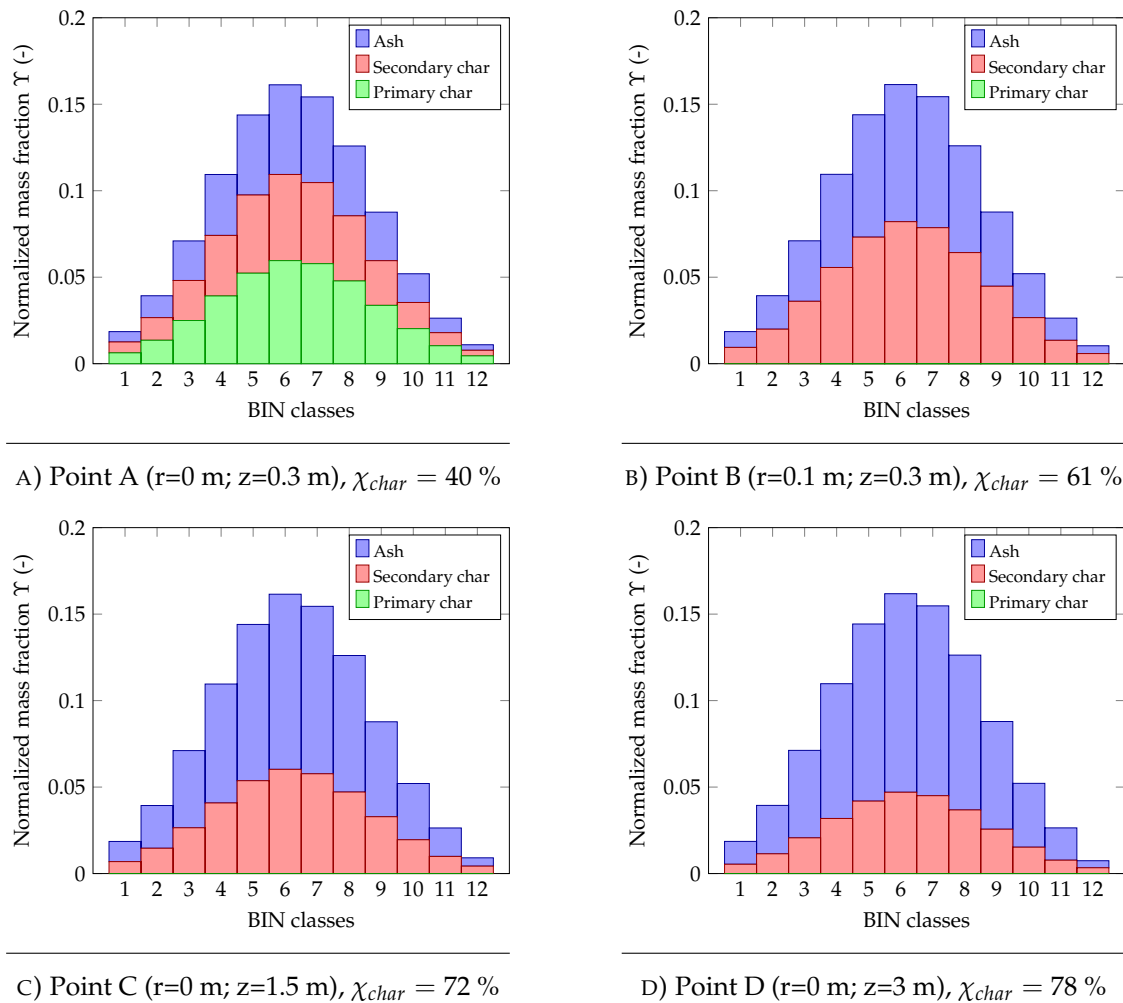 0.2
0.15
0.1
0.05
0
Normalized mass fraction ϒ (-)
Ash
Secondary char
Primary char
1 2 3 4 5 6 7 8 9 10 11 12
BIN classes
A) Point A (r=0 m; z=0.3 m), χchar = 40 %
0.2
0.15
0.1
0.05
0
Normalized mass fraction ϒ (-)
Ash
Secondary char
Primary char
1 2 3 4 5 6 7 8 9 10 11 12
BIN classes
B) Point B (r=0.1 m; z=0.3 m), χchar = 61 %
0.2
0.15
0.1
0.05
0
Normalized mass fraction ϒ (-)
Ash
Secondary char
Primary char
1 2 3 4 5 6 7 8 9 10 11 12
BIN classes
C) Point C (r=0 m; z=1.5 m), χchar = 72 %
0.2
0.15
0.1
0.05
0
Normalized mass fraction ϒ (-)
Ash
Secondary char
Primary char
1 2 3 4 5 6 7 8 9 10 11 12
BIN classes
D) Point D (r=0 m; z=3 m), χchar = 78 %